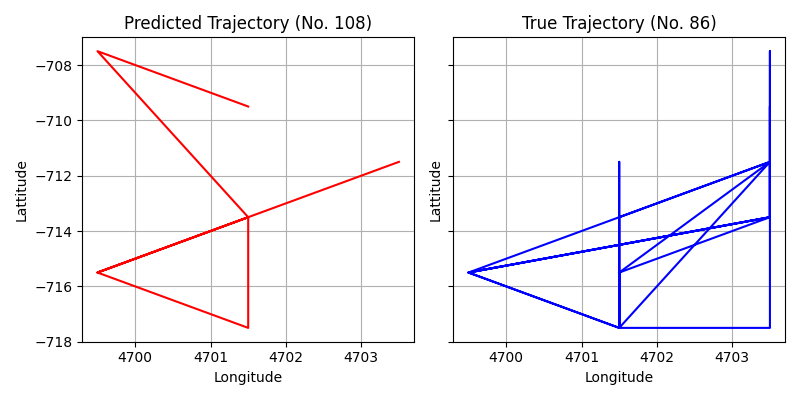 Predicted Trajectory (No. 108)
True Trajectory (No. 86)
Lattitude
−708
−710
−712
−714
−716
−718
4700
4701
4702
4703
Longitude
Lattitude
4700
4701
4702
4703
Longitude